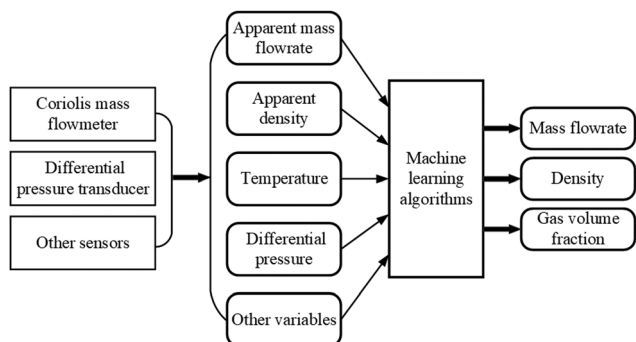 Coriolis mass
flowmeter
Differential
pressure transducer
Other sensors
Apparent mass
flowrate
Apparent
density
Temperature
Differential
pressure
Other variables
Machine
learning
algorithms
Mass flowrate
Density
Gas volume
fraction